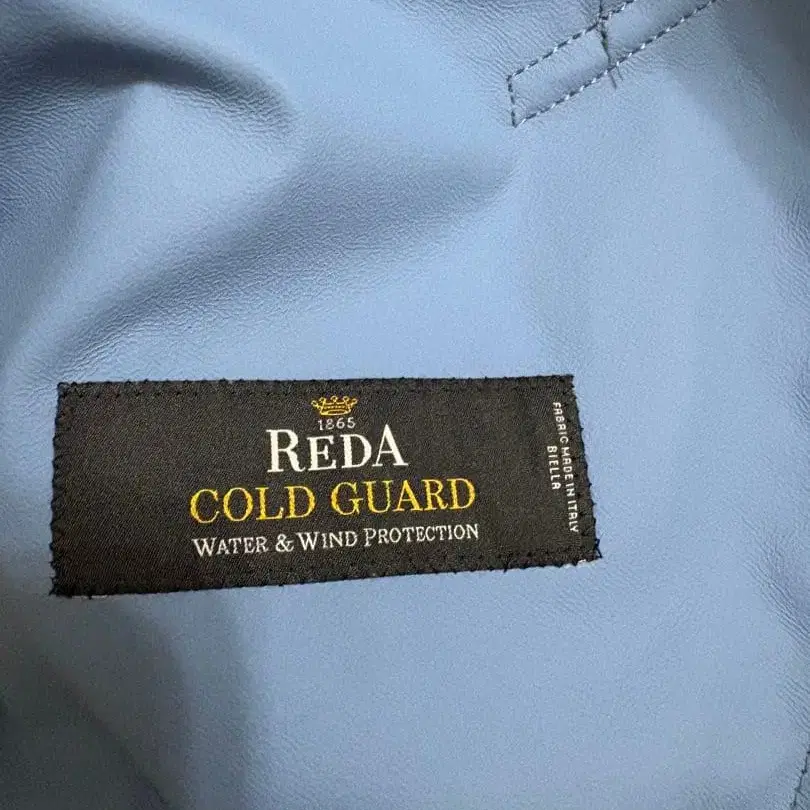 1865
REDA
COLD GUARD
WATER & WIND PROTECTION
FABRIC MADE IN ITALY
BIELLA